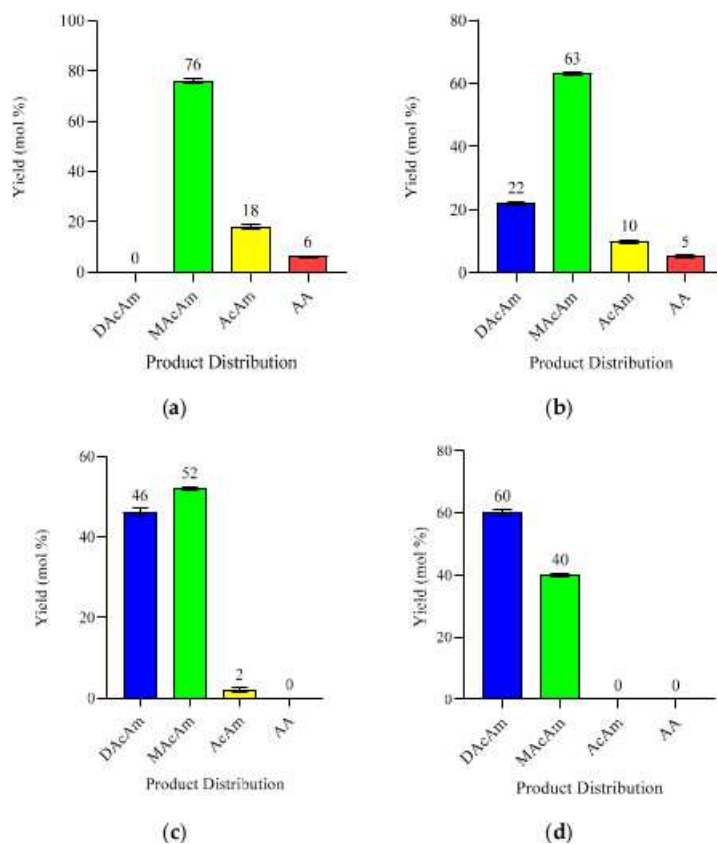 100
80
60
40
20
0
Yield (mol %)
0
76
18
6
DAcAm
MAcAm
AcAm
AA
Product Distribution
(a)
80
60
40
20
0
Yield (mol %)
22
63
10
5
DAcAm
MAcAm
AcAm
AA
Product Distribution
(b)
60
40
20
0
Yield (mol %)
46
52
2
0
DAcAm
MAcAm
AcAm
AA
Product Distribution
(c)
80
60
40
20
0
Yield (mol %)
60
40
0
0
DAcAm
MAcAm
AcAm
AA
Product Distribution
(d)